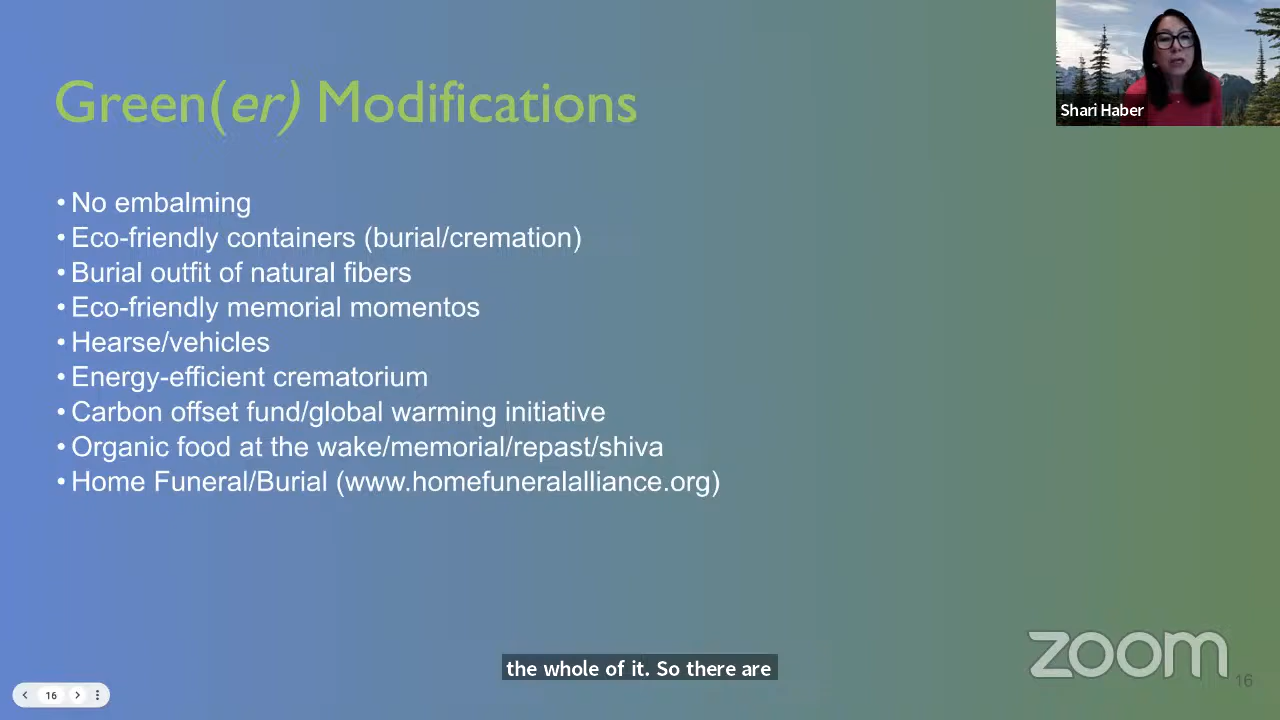 Green(er) Modifications
Shari Haber
• No embalming
• Eco-friendly containers (burial/cremation)
• Burial outfit of natural fibers
• Eco-friendly memorial momentos
• Hearse/vehicles
• Energy-efficient crematorium
• Carbon offset fund/global warming initiative
• Organic food at the wake/memorial/repast/shiva
• Home Funeral/Burial (www.homefuneralalliance.org)
the whole of it. So there are
zoom
16
16